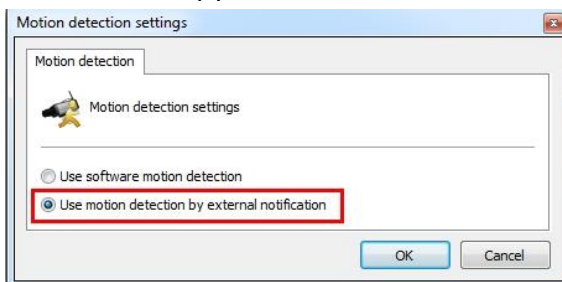 Motion detection settings
Motion detection
Motion detection settings
Use software motion detection
Use motion detection by external notification
OK
Cancel